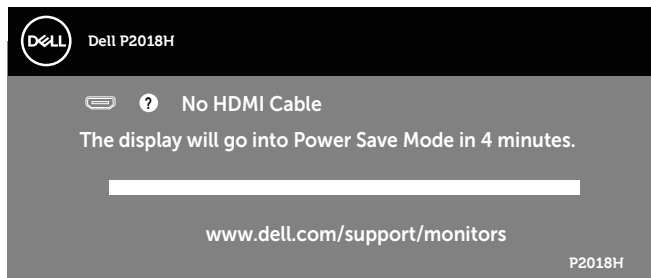 DELL
Dell P2018H
? No HDMI Cable
The display will go into Power Save Mode in 4 minutes.
www.dell.com/support/monitors
P2018H